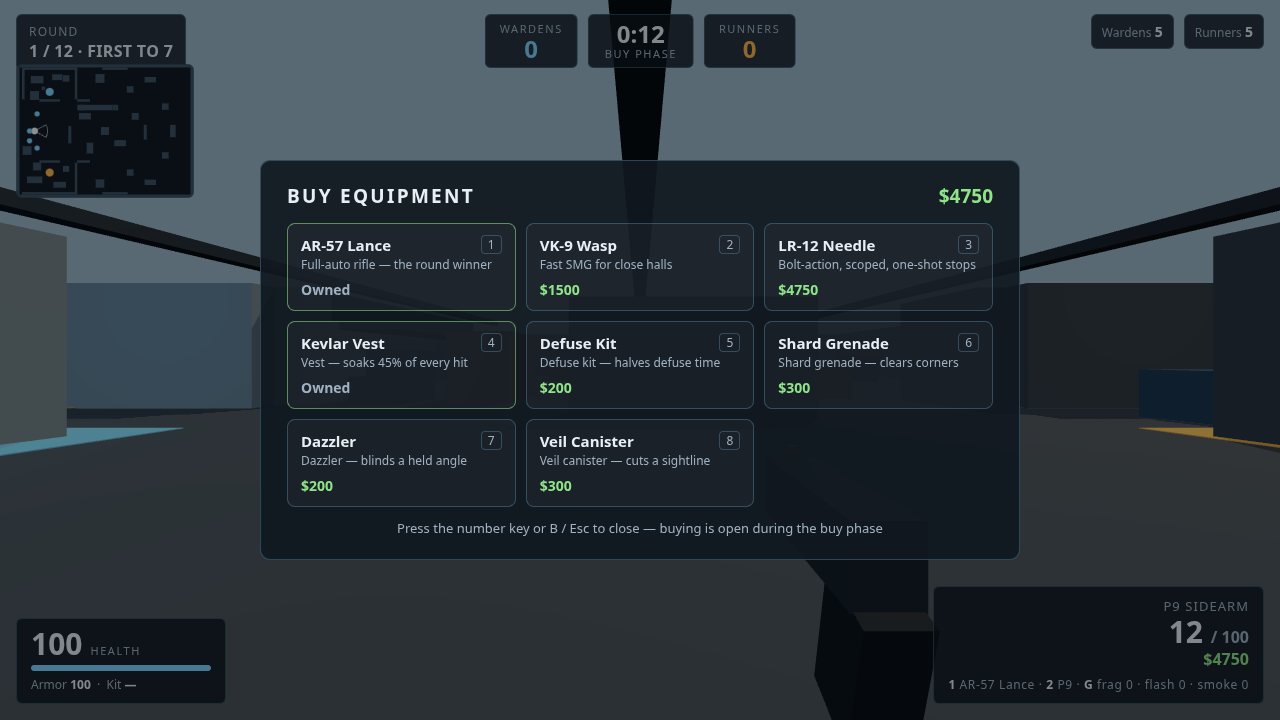 ROUND
1 / 12 · FIRST TO 7
WARDENS
0
0:12
BUY PHASE
RUNNERS
0
Wardens 5
Runners 5
BUY EQUIPMENT
$4750
AR-57 Lance
1
Full-auto rifle — the round winner
Owned
VK-9 Wasp
2
Fast SMG for close halls
$1500
LR-12 Needle
3
Bolt-action, scoped, one-shot stops
$4750
Kevlar Vest
4
Vest — soaks 45% of every hit
Owned
Defuse Kit
5
Defuse kit — halves defuse time
$200
Shard Grenade
6
Shard grenade — clears corners
$300
Dazzler
7
Dazzler — blinds a held angle
$200
Veil Canister
8
Veil canister — cuts a sightline
$300
Press the number key or B / Esc to close — buying is open during the buy phase
100 HEALTH
Armor 100 · Kit —
P9 SIDEARM
12 / 100
$4750
1 AR-57 Lance · 2 P9 · G frag 0 · flash 0 · smoke 0